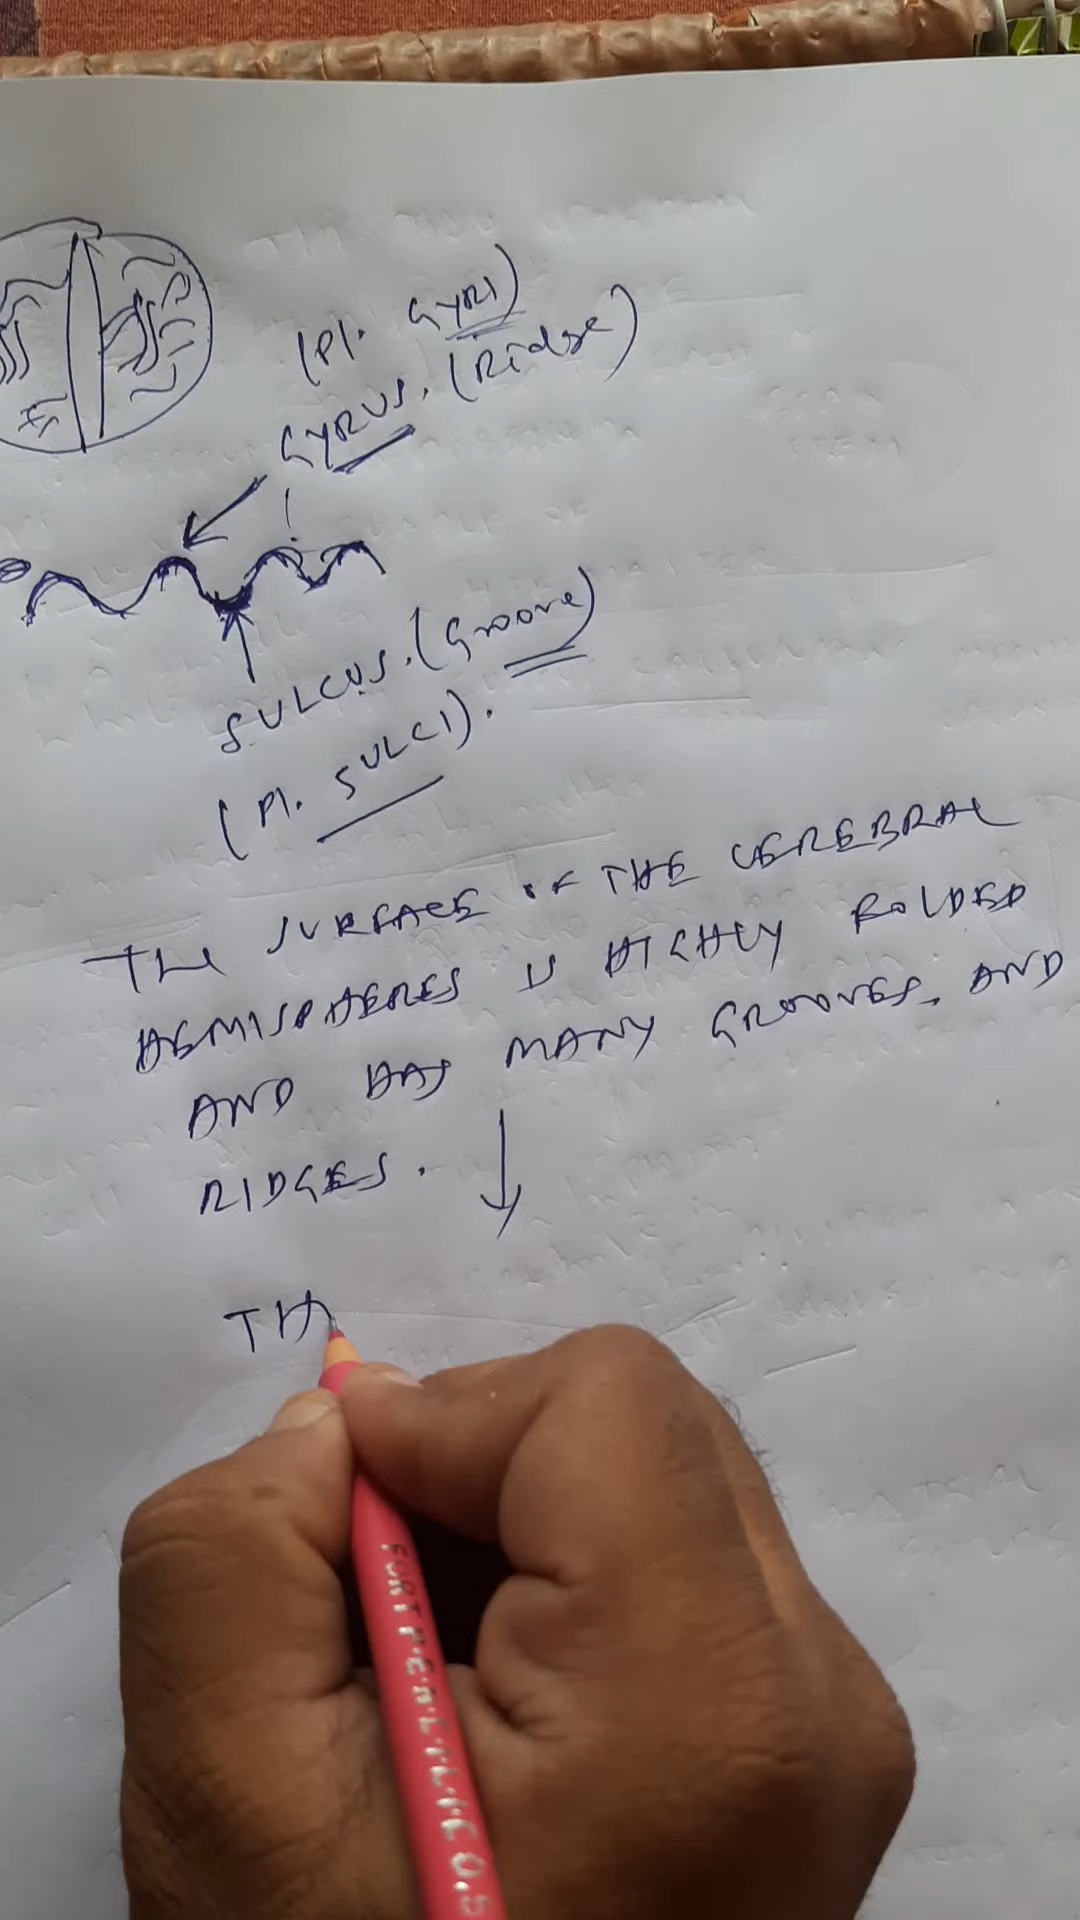 (Pl. GYRI)
GYRUS. (Ridge)
SULCUS. (Groove)
(Pl. SULCI).
THE SURFACE OF THE CEREBRAL
HEMISPHERES IS HIGHLY FOLDED
AND HAS MANY GROOVES, AND
RIDGES.
TH